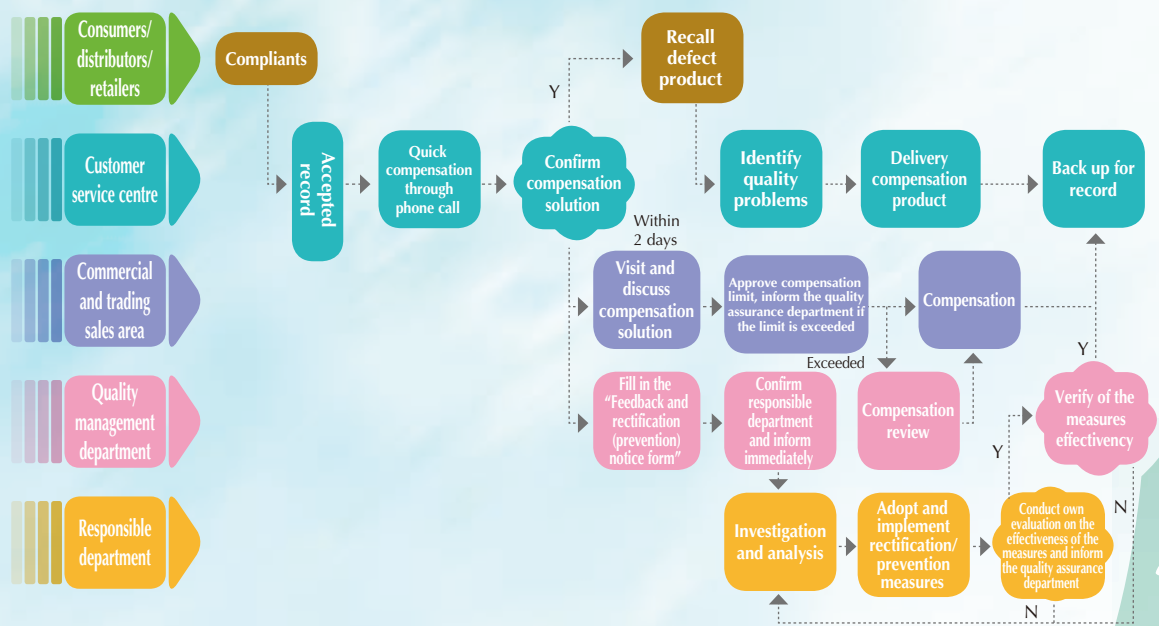 Consumers/
distributors/
retailers
Compliants
Recall
defect
product
Y
Customer
service centre
Accepted
record
Quick
compensation
through
phone call
Confirm
compensation
solution
Identify
quality
problems
Delivery
compensation
product
Back up for
record
Within
2 days
Commercial
and trading
sales area
Visit and
discuss
compensation
solution
Approve compensation
limit, inform the quality
assurance department if
the limit is exceeded
Compensation
Exceeded
Y
Quality
management
department
Fill in the
“Feedback and
rectification
(prevention)
notice form”
Confirm
responsible
department
and inform
immediately
Compensation
review
Verify of the
measures
effectivency
Y
N
Responsible
department
Investigation
and analysis
Adopt and
implement
rectification/
prevention
measures
Conduct own
evaluation on the
effectiveness of the
measures and inform
the quality assurance
department
N